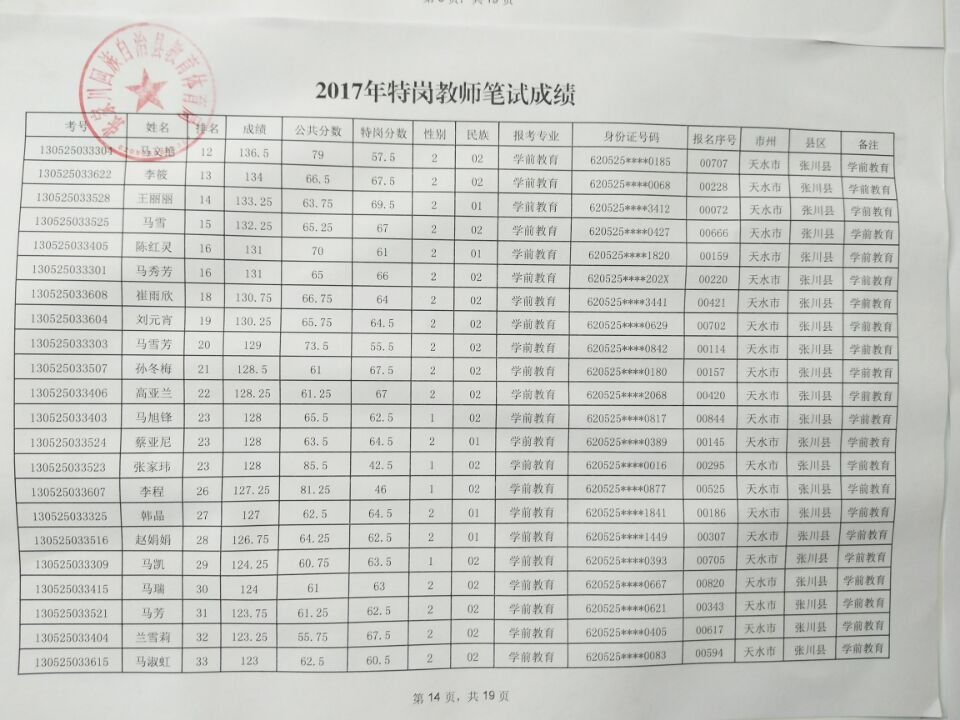 第 8 页, 共 19 页
张家川回族自治县教育体育局
2017年特岗教师笔试成绩
考号 姓名 排名 成绩 公共分数 特岗分数 性别 民族 报考专业 身份证号码 报名序号 市州 县区 备注
130525033304 马文艳 12 136.5 79 57.5 2 02 学前教育 620525****0185 00707 天水市 张川县 学前教育
130525033622 李筱 13 134 66.5 67.5 2 02 学前教育 620525****0068 00228 天水市 张川县 学前教育
130525033528 王丽丽 14 133.25 63.75 69.5 2 01 学前教育 620525****3412 00072 天水市 张川县 学前教育
130525033525 马雪 15 132.25 65.25 67 2 02 学前教育 620525****0427 00666 天水市 张川县 学前教育
130525033405 陈红灵 16 131 70 61 2 01 学前教育 620525****1820 00159 天水市 张川县 学前教育
130525033301 马秀芳 16 131 65 66 2 02 学前教育 620525****202X 00220 天水市 张川县 学前教育
130525033608 崔雨欣 18 130.75 66.75 64 2 02 学前教育 620525****3441 00421 天水市 张川县 学前教育
130525033604 刘元宵 19 130.25 65.75 64.5 2 02 学前教育 620525****0629 00702 天水市 张川县 学前教育
130525033303 马雪芳 20 129 73.5 55.5 2 02 学前教育 620525****0842 00114 天水市 张川县 学前教育
130525033507 孙冬梅 21 128.5 61 67.5 2 02 学前教育 620525****0180 00157 天水市 张川县 学前教育
130525033406 高亚兰 22 128.25 61.25 67 2 02 学前教育 620525****2068 00420 天水市 张川县 学前教育
130525033403 马旭锋 23 128 65.5 62.5 1 02 学前教育 620525****0817 00844 天水市 张川县 学前教育
130525033524 蔡亚尼 23 128 63.5 64.5 2 01 学前教育 620525****0389 00145 天水市 张川县 学前教育
130525033523 张家玮 23 128 85.5 42.5 1 02 学前教育 620525****0016 00295 天水市 张川县 学前教育
130525033607 李程 26 127.25 81.25 46 1 02 学前教育 620525****0877 00525 天水市 张川县 学前教育
130525033325 韩晶 27 127 62.5 64.5 2 01 学前教育 620525****1841 00186 天水市 张川县 学前教育
130525033516 赵娟娟 28 126.75 64.25 62.5 2 01 学前教育 620525****1449 00307 天水市 张川县 学前教育
130525033309 马凯 29 124.25 60.75 63.5 1 02 学前教育 620525****0393 00705 天水市 张川县 学前教育
130525033415 马瑞 30 124 61 63 2 02 学前教育 620525****0667 00820 天水市 张川县 学前教育
130525033521 马芳 31 123.75 61.25 62.5 2 02 学前教育 620525****0621 00343 天水市 张川县 学前教育
130525033404 兰雪莉 32 123.25 55.75 67.5 2 02 学前教育 620525****0405 00617 天水市 张川县 学前教育
130525033615 马淑虹 33 123 62.5 60.5 2 02 学前教育 620525****0083 00594 天水市 张川县 学前教育
第 14 页, 共 19 页